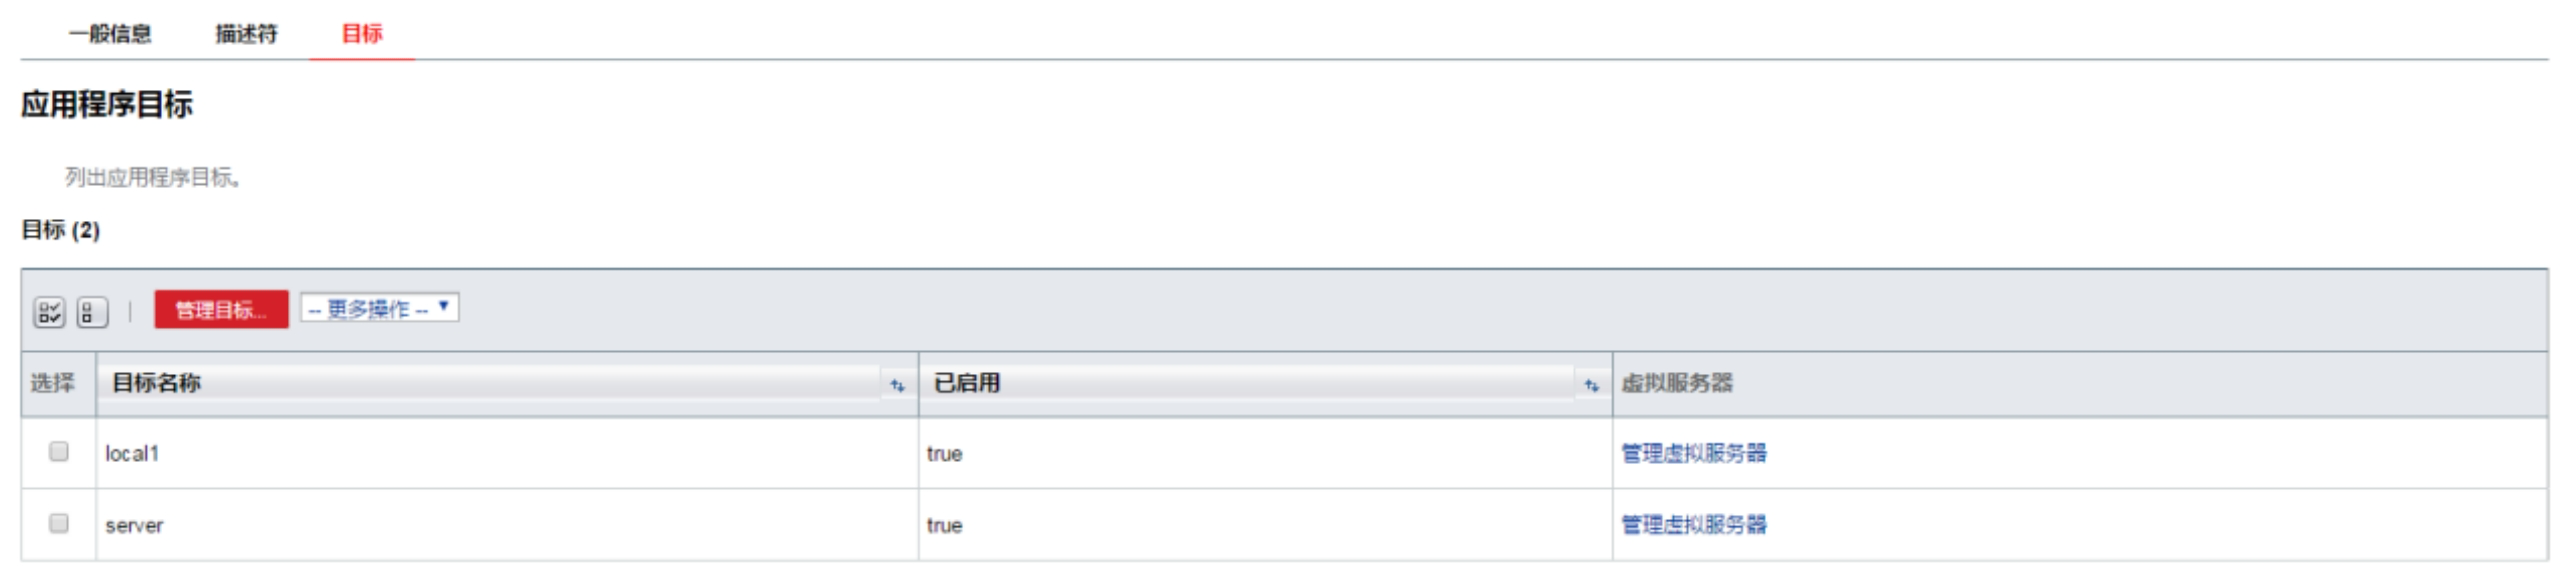 一般信息 描述符 目标
应用程序目标
列出应用程序目标。
目标 (2)
管理目标... -- 更多操作 --
选择 目标名称 已启用 虚拟服务器
local1 true 管理虚拟服务器
server true 管理虚拟服务器